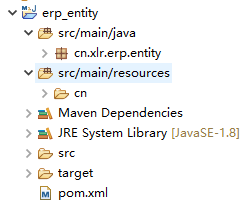 erp_entity
src/main/java
cn.xlr.erp.entity
src/main/resources
cn
Maven Dependencies
JRE System Library [JavaSE-1.8]
src
target
pom.xml